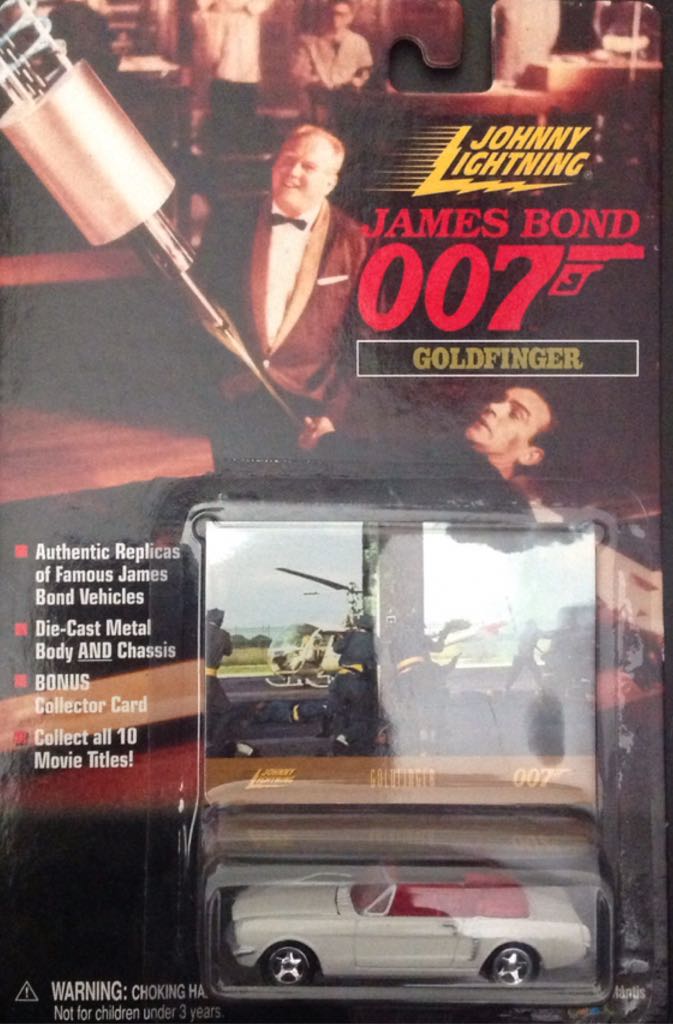 JOHNNY
LIGHTNING
JAMES BOND
007
GOLDFINGER
Authentic Replicas
of Famous James
Bond Vehicles
Die-Cast Metal
Body AND Chassis
BONUS
Collector Card
Collect all 10
Movie Titles!
JOHNNY
LIGHTNING
GOLDFINGER
007
WARNING: CHOKING HA
Not for children under 3 years.